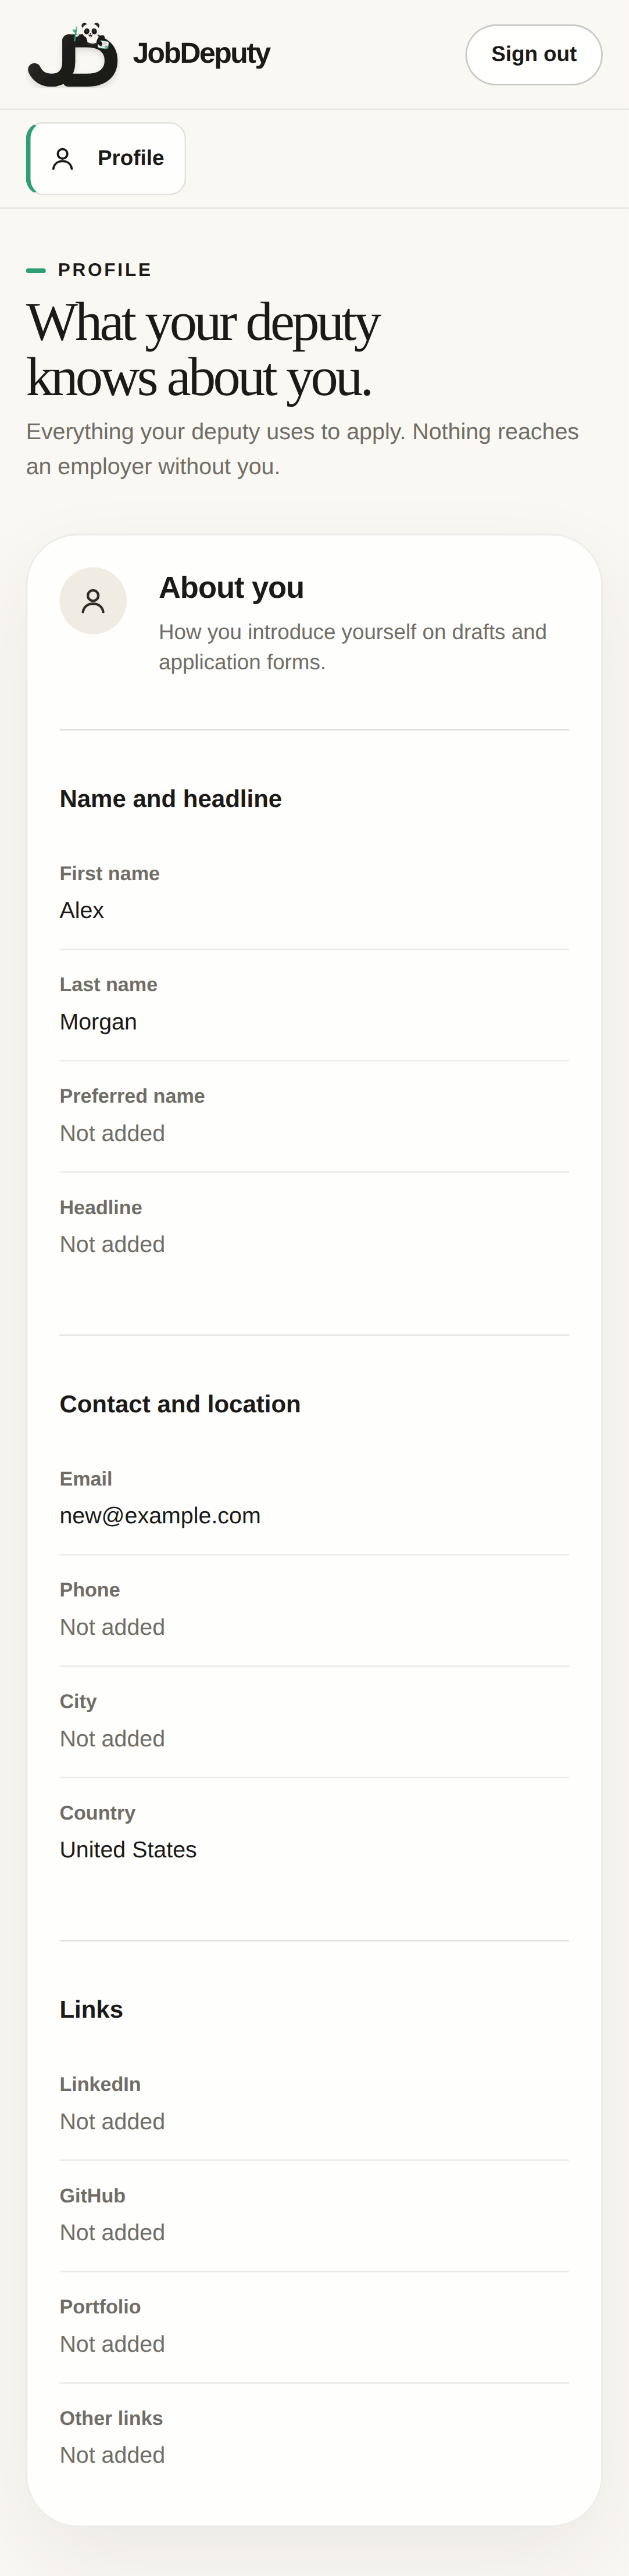 JobDeputy
Sign out
Profile
PROFILE
What your deputy
knows about you.
Everything your deputy uses to apply. Nothing reaches
an employer without you.
About you
How you introduce yourself on drafts and
application forms.
Name and headline
First name
Alex
Last name
Morgan
Preferred name
Not added
Headline
Not added
Contact and location
Email
new@example.com
Phone
Not added
City
Not added
Country
United States
Links
LinkedIn
Not added
GitHub
Not added
Portfolio
Not added
Other links
Not added